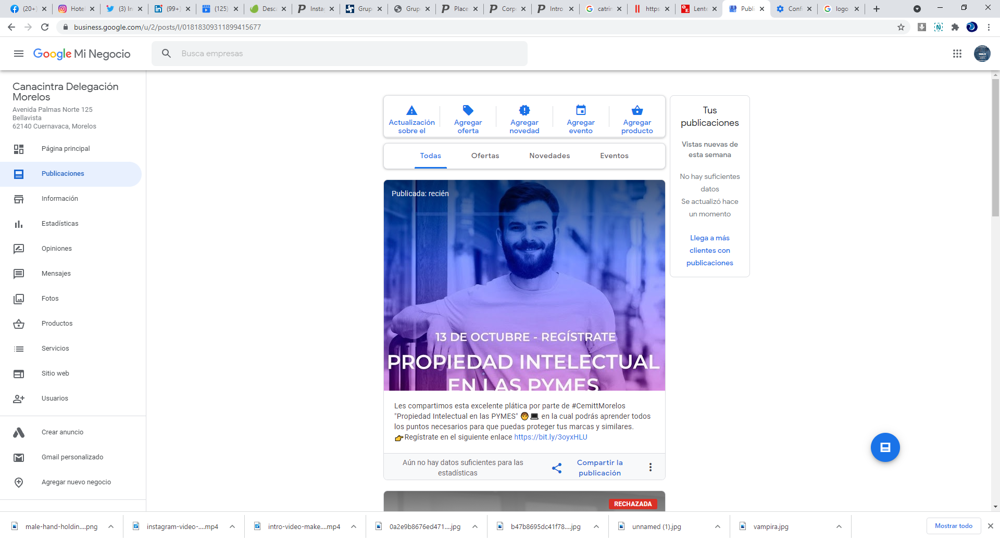 (20+)
Hotel
(3) In
(99+)
(125)
Desca
Insta
Grup
Grup
Place
Corp
Intro
catrin
https
Lente
Publi
Confi
logo
business.google.com/u/2/posts/l/01818309311899415677
Google Mi Negocio
Busca empresas
Canacintra Delegación
Morelos
Avenida Palmas Norte 125
Bellavista
62140 Cuernavaca, Morelos
Página principal
Publicaciones
Información
Estadísticas
Opiniones
Mensajes
Fotos
Productos
Servicios
Sitio web
Usuarios
Crear anuncio
Gmail personalizado
Agregar nuevo negocio
Actualización
sobre el
Agregar
oferta
Agregar
novedad
Agregar
evento
Agregar
producto
Todas
Ofertas
Novedades
Eventos
Publicada: recién
13 DE OCTUBRE - REGÍSTRATE
PROPIEDAD INTELECTUAL
EN LAS PYMES
Les compartimos esta excelente plática por parte de #CemittMorelos
"Propiedad Intelectual en las PYMES" 🧑💻 en la cual podrás aprender todos
los puntos necesarios para que puedas proteger tus marcas y similares.
👉Regístrate en el siguiente enlace https://bit.ly/3oyxHLU
Aún no hay datos suficientes para las
estadísticas
Compartir la
publicación
RECHAZADA
Tus
publicaciones
Vistas nuevas de
esta semana
No hay suficientes
datos
Se actualizó hace
un momento
Llega a más
clientes con
publicaciones
male-hand-holdin....png
instagram-video-....mp4
intro-video-make....mp4
0a2e9b8676ed471....jpg
b47b8695dc41f78....jpg
unnamed (1).jpg
vampira.jpg
Mostrar todo